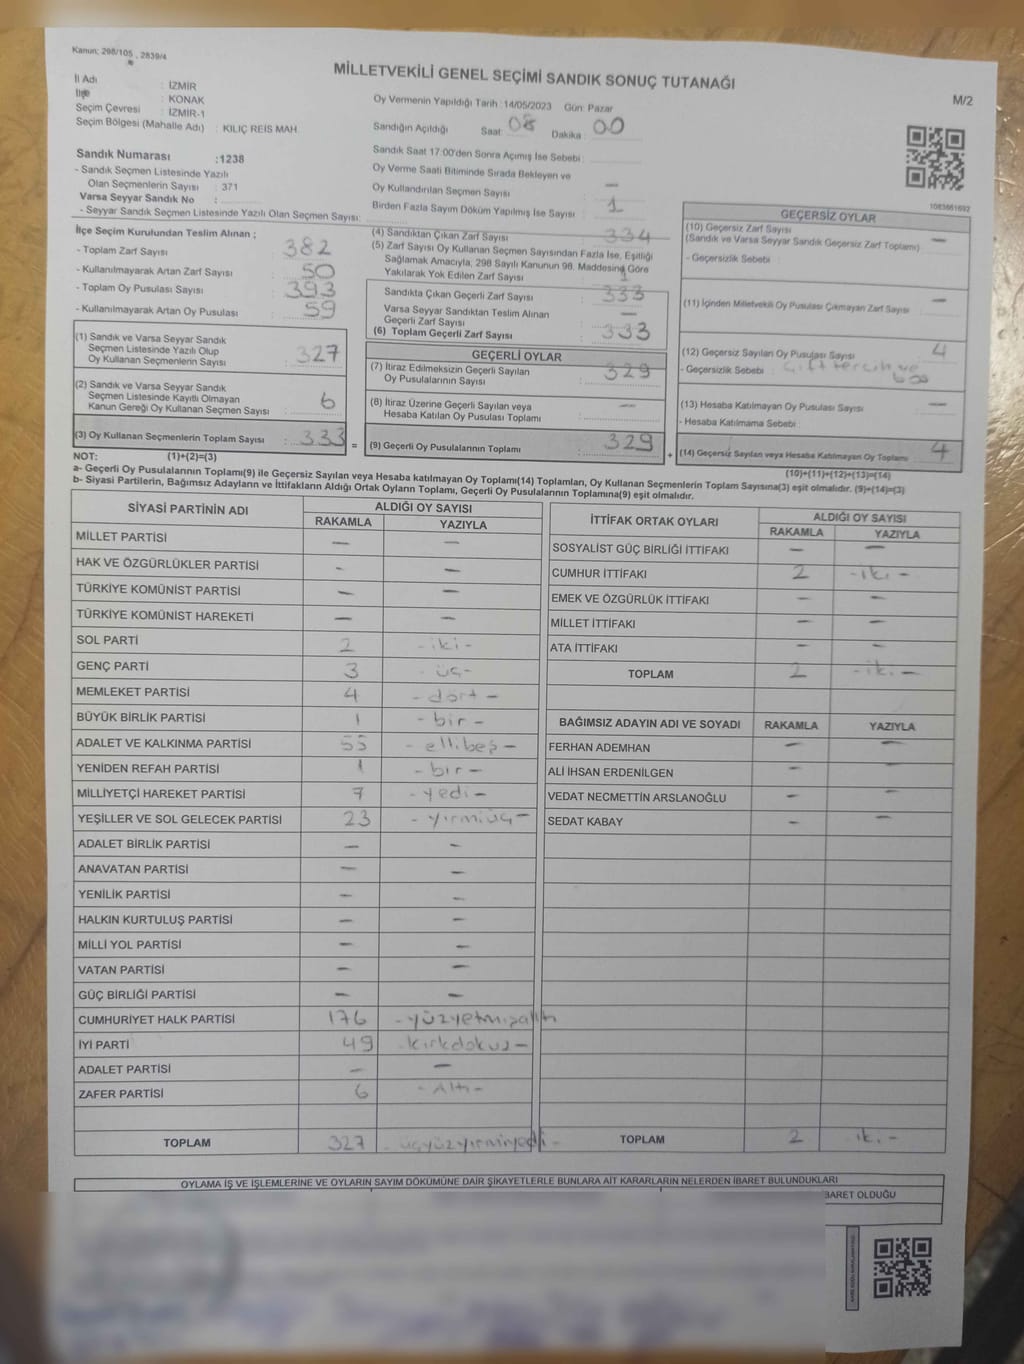 Kanun: 298/105 , 2839/4
MİLLETVEKİLİ GENEL SEÇİMİ SANDIK SONUÇ TUTANAĞI
M/2
İl Adı : İZMİR
İlçe : KONAK
Seçim Çevresi : İZMİR-1
Seçim Bölgesi (Mahalle Adı) : KILIÇ REİS MAH.
Sandık Numarası :1238
- Sandık Seçmen Listesinde Yazılı
Olan Seçmenlerin Sayısı : 371
Varsa Seyyar Sandık No :
- Seyyar Sandık Seçmen Listesinde Yazılı Olan Seçmen Sayısı:
Oy Vermenin Yapıldığı Tarih : 14/05/2023 Gün: Pazar
Sandığın Açıldığı Saat: 08 Dakika : 00
Sandık Saat 17:00'den Sonra Açımış İse Sebebi :
Oy Verme Saati Bitiminde Sırada Bekleyen ve
Oy Kullandırılan Seçmen Sayısı : —
Birden Fazla Sayım Döküm Yapılmış İse Sayısı : 1
1083661692
İlçe Seçim Kurulundan Teslim Alınan ;
- Toplam Zarf Sayısı : 382
- Kullanılmayarak Artan Zarf Sayısı : 50
- Toplam Oy Pusulası Sayısı : 393
- Kullanılmayarak Artan Oy Pusulası : 59
(1) Sandık ve Varsa Seyyar Sandık
Seçmen Listesinde Yazılı Olup
Oy Kullanan Seçmenlerin Sayısı : 327
(2) Sandık ve Varsa Seyyar Sandık
Seçmen Listesinde Kayıtlı Olmayan
Kanun Gereği Oy Kullanan Seçmen Sayısı : 6
(3) Oy Kullanan Seçmenlerin Toplam Sayısı : 333
(4) Sandıktan Çıkan Zarf Sayısı : 334
(5) Zarf Sayısı Oy Kullanan Seçmen Sayısından Fazla İse, Eşitliği
Sağlamak Amacıyla; 298 Sayılı Kanunun 98. Maddesine Göre
Yakılarak Yok Edilen Zarf Sayısı : 1
Sandıkta Çıkan Geçerli Zarf Sayısı : 333
Varsa Seyyar Sandıktan Teslim Alınan
Geçerli Zarf Sayısı : —
(6) Toplam Geçerli Zarf Sayısı : 333
GEÇERLİ OYLAR
(7) İtiraz Edilmeksizin Geçerli Sayılan
Oy Pusulalarının Sayısı : 329
(8) İtiraz Üzerine Geçerli Sayılan veya
Hesaba Katılan Oy Pusulası Toplamı : —
= (9) Geçerli Oy Pusulalarının Toplamı : 329
GEÇERSİZ OYLAR
(10) Geçersiz Zarf Sayısı : —
(Sandık ve Varsa Seyyar Sandık Geçersiz Zarf Toplamı)
- Geçersizlik Sebebi :
(11) İçinden Milletvekili Oy Pusulası Çıkmayan Zarf Sayısı : —
(12) Geçersiz Sayılan Oy Pusulası Sayısı : 4
- Geçersizlik Sebebi : çift tercih ve
boş
(13) Hesaba Katılmayan Oy Pusulası Sayısı : —
- Hesaba Katılmama Sebebi :
+ (14) Geçersiz Sayılan veya Hesaba Katılmayan Oy Toplamı : 4
NOT: (1)+(2)=(3)
(10)+(11)+(12)+(13)=(14)
a- Geçerli Oy Pusulalarının Toplamı(9) ile Geçersiz Sayılan veya Hesaba katılmayan Oy Toplamı(14) Toplamları, Oy Kullanan Seçmenlerin Toplam Sayısına(3) eşit olmalıdır. (9)+(14)=(3)
b- Siyasi Partilerin, Bağımsız Adayların ve İttifakların Aldığı Ortak Oyların Toplamı, Geçerli Oy Pusulalarının Toplamına(9) eşit olmalıdır.
SİYASİ PARTİNİN ADI ALDIĞI OY SAYISI
RAKAMLA YAZIYLA
MİLLET PARTİSİ — —
HAK VE ÖZGÜRLÜKLER PARTİSİ — —
TÜRKİYE KOMÜNİST PARTİSİ — —
TÜRKİYE KOMÜNİST HAREKETİ — —
SOL PARTİ 2 - iki -
GENÇ PARTİ 3 - üç -
MEMLEKET PARTİSİ 4 - dört -
BÜYÜK BİRLİK PARTİSİ 1 - bir -
ADALET VE KALKINMA PARTİSİ 55 - ellibeş -
YENİDEN REFAH PARTİSİ 1 - bir -
MİLLİYETÇİ HAREKET PARTİSİ 7 - yedi -
YEŞİLLER VE SOL GELECEK PARTİSİ 23 - yirmiüç -
ADALET BİRLİK PARTİSİ — —
ANAVATAN PARTİSİ — —
YENİLİK PARTİSİ — —
HALKIN KURTULUŞ PARTİSİ — —
MİLLİ YOL PARTİSİ — —
VATAN PARTİSİ — —
GÜÇ BİRLİĞİ PARTİSİ — —
CUMHURİYET HALK PARTİSİ 176 - yüzyetmişaltı
İYİ PARTİ 49 - kırkdokuz -
ADALET PARTİSİ — —
ZAFER PARTİSİ 6 - Altı -
TOPLAM 327 - üçyüzyirmiyedi -
İTTİFAK ORTAK OYLARI ALDIĞI OY SAYISI
RAKAMLA YAZIYLA
SOSYALİST GÜÇ BİRLİĞİ İTTİFAKI — —
CUMHUR İTTİFAKI 2 - iki -
EMEK VE ÖZGÜRLÜK İTTİFAKI — —
MİLLET İTTİFAKI — —
ATA İTTİFAKI — —
TOPLAM 2 - iki -
BAĞIMSIZ ADAYIN ADI VE SOYADI RAKAMLA YAZIYLA
FERHAN ADEMHAN — —
ALİ İHSAN ERDENİLGEN — —
VEDAT NECMETTİN ARSLANOĞLU — —
SEDAT KABAY — —
TOPLAM 2 - iki -
OYLAMA İŞ VE İŞLEMLERİNE VE OYLARIN SAYIM DÖKÜMÜNE DAİR ŞİKAYETLERLE BUNLARA AİT KARARLARIN NELERDEN İBARET BULUNDUKLARI
BARET OLDUĞU